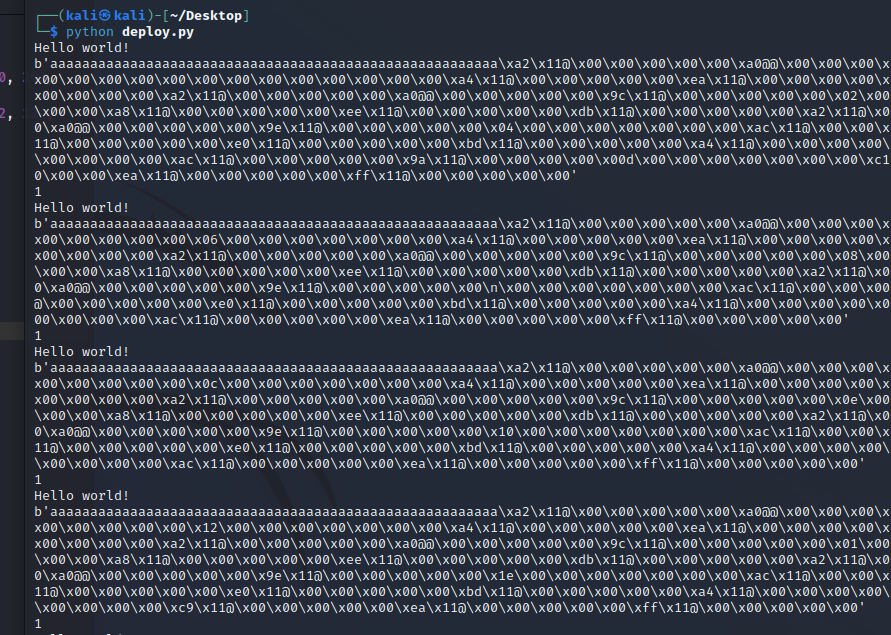 ┌──(kali㉿kali)-[~/Desktop]
└─$ python deploy.py
0,
2,
Hello world!
b'aaaaaaaaaaaaaaaaaaaaaaaaaaaaaaaaaaaaaaaaaaaaaaaaaaaaaaaa\xa2\x11@\x00\x00\x00\x00\x00\xa0@@\x00\x00\x00\x
x00\x00\x00\x00\x00\x00\x00\x00\x00\x00\x00\x00\x00\xa4\x11@\x00\x00\x00\x00\x00\xea\x11@\x00\x00\x00\x00\x
x00\x00\x00\x00\xa2\x11@\x00\x00\x00\x00\x00\xa0@@\x00\x00\x00\x00\x00\x9c\x11@\x00\x00\x00\x00\x00\x02\x00
\x00\x00\x00\xa8\x11@\x00\x00\x00\x00\x00\xee\x11@\x00\x00\x00\x00\x00\xdb\x11@\x00\x00\x00\x00\x00\xa2\x11@\x0
0\xa0@@\x00\x00\x00\x00\x00\x9e\x11@\x00\x00\x00\x00\x00\x04\x00\x00\x00\x00\x00\x00\x00\xac\x11@\x00\x00\x
11@\x00\x00\x00\x00\x00\xe0\x11@\x00\x00\x00\x00\x00\xbd\x11@\x00\x00\x00\x00\x00\xa4\x11@\x00\x00\x00\x00\
\x00\x00\x00\x00\xac\x11@\x00\x00\x00\x00\x00\x9a\x11@\x00\x00\x00\x00\x00d\x00\x00\x00\x00\x00\x00\x00\xc1
0\x00\x00\x00\xea\x11@\x00\x00\x00\x00\x00\xff\x11@\x00\x00\x00\x00\x00'
1
Hello world!
b'aaaaaaaaaaaaaaaaaaaaaaaaaaaaaaaaaaaaaaaaaaaaaaaaaaaaaaaa\xa2\x11@\x00\x00\x00\x00\x00\xa0@@\x00\x00\x00\x
x00\x00\x00\x00\x00\x06\x00\x00\x00\x00\x00\x00\x00\xa4\x11@\x00\x00\x00\x00\x00\xea\x11@\x00\x00\x00\x00\x
x00\x00\x00\x00\xa2\x11@\x00\x00\x00\x00\x00\xa0@@\x00\x00\x00\x00\x00\x9c\x11@\x00\x00\x00\x00\x00\x08\x00
\x00\x00\x00\xa8\x11@\x00\x00\x00\x00\x00\xee\x11@\x00\x00\x00\x00\x00\xdb\x11@\x00\x00\x00\x00\x00\xa2\x11@\x0
0\xa0@@\x00\x00\x00\x00\x00\x9e\x11@\x00\x00\x00\x00\x00\n\x00\x00\x00\x00\x00\x00\x00\xac\x11@\x00\x00\x00
@\x00\x00\x00\x00\x00\xe0\x11@\x00\x00\x00\x00\x00\xbd\x11@\x00\x00\x00\x00\x00\xa4\x11@\x00\x00\x00\x00\x
00\x00\x00\x00\xac\x11@\x00\x00\x00\x00\x00\xea\x11@\x00\x00\x00\x00\x00\xff\x11@\x00\x00\x00\x00\x00'
1
Hello world!
b'aaaaaaaaaaaaaaaaaaaaaaaaaaaaaaaaaaaaaaaaaaaaaaaaaaaaaaaa\xa2\x11@\x00\x00\x00\x00\x00\xa0@@\x00\x00\x00\x
x00\x00\x00\x00\x00\x0c\x00\x00\x00\x00\x00\x00\x00\xa4\x11@\x00\x00\x00\x00\x00\xea\x11@\x00\x00\x00\x00\x
x00\x00\x00\x00\xa2\x11@\x00\x00\x00\x00\x00\xa0@@\x00\x00\x00\x00\x00\x9c\x11@\x00\x00\x00\x00\x00\x0e\x00
\x00\x00\x00\xa8\x11@\x00\x00\x00\x00\x00\xee\x11@\x00\x00\x00\x00\x00\xdb\x11@\x00\x00\x00\x00\x00\xa2\x11@\x0
0\xa0@@\x00\x00\x00\x00\x00\x9e\x11@\x00\x00\x00\x00\x00\x10\x00\x00\x00\x00\x00\x00\x00\xac\x11@\x00\x00\x
11@\x00\x00\x00\x00\x00\xe0\x11@\x00\x00\x00\x00\x00\xbd\x11@\x00\x00\x00\x00\x00\xa4\x11@\x00\x00\x00\x00\
\x00\x00\x00\x00\xac\x11@\x00\x00\x00\x00\x00\xea\x11@\x00\x00\x00\x00\x00\xff\x11@\x00\x00\x00\x00\x00'
1
Hello world!
b'aaaaaaaaaaaaaaaaaaaaaaaaaaaaaaaaaaaaaaaaaaaaaaaaaaaaaaaa\xa2\x11@\x00\x00\x00\x00\x00\xa0@@\x00\x00\x00\x
x00\x00\x00\x00\x00\x12\x00\x00\x00\x00\x00\x00\x00\xa4\x11@\x00\x00\x00\x00\x00\xea\x11@\x00\x00\x00\x00\x
x00\x00\x00\x00\xa2\x11@\x00\x00\x00\x00\x00\xa0@@\x00\x00\x00\x00\x00\x9c\x11@\x00\x00\x00\x00\x00\x01\x00
\x00\x00\x00\xa8\x11@\x00\x00\x00\x00\x00\xee\x11@\x00\x00\x00\x00\x00\xdb\x11@\x00\x00\x00\x00\x00\xa2\x11@\x0
0\xa0@@\x00\x00\x00\x00\x00\x9e\x11@\x00\x00\x00\x00\x00\x1e\x00\x00\x00\x00\x00\x00\x00\xac\x11@\x00\x00\x
11@\x00\x00\x00\x00\x00\xe0\x11@\x00\x00\x00\x00\x00\xbd\x11@\x00\x00\x00\x00\x00\xa4\x11@\x00\x00\x00\x00\
\x00\x00\x00\x00\xc9\x11@\x00\x00\x00\x00\x00\xea\x11@\x00\x00\x00\x00\x00\xff\x11@\x00\x00\x00\x00\x00'
1